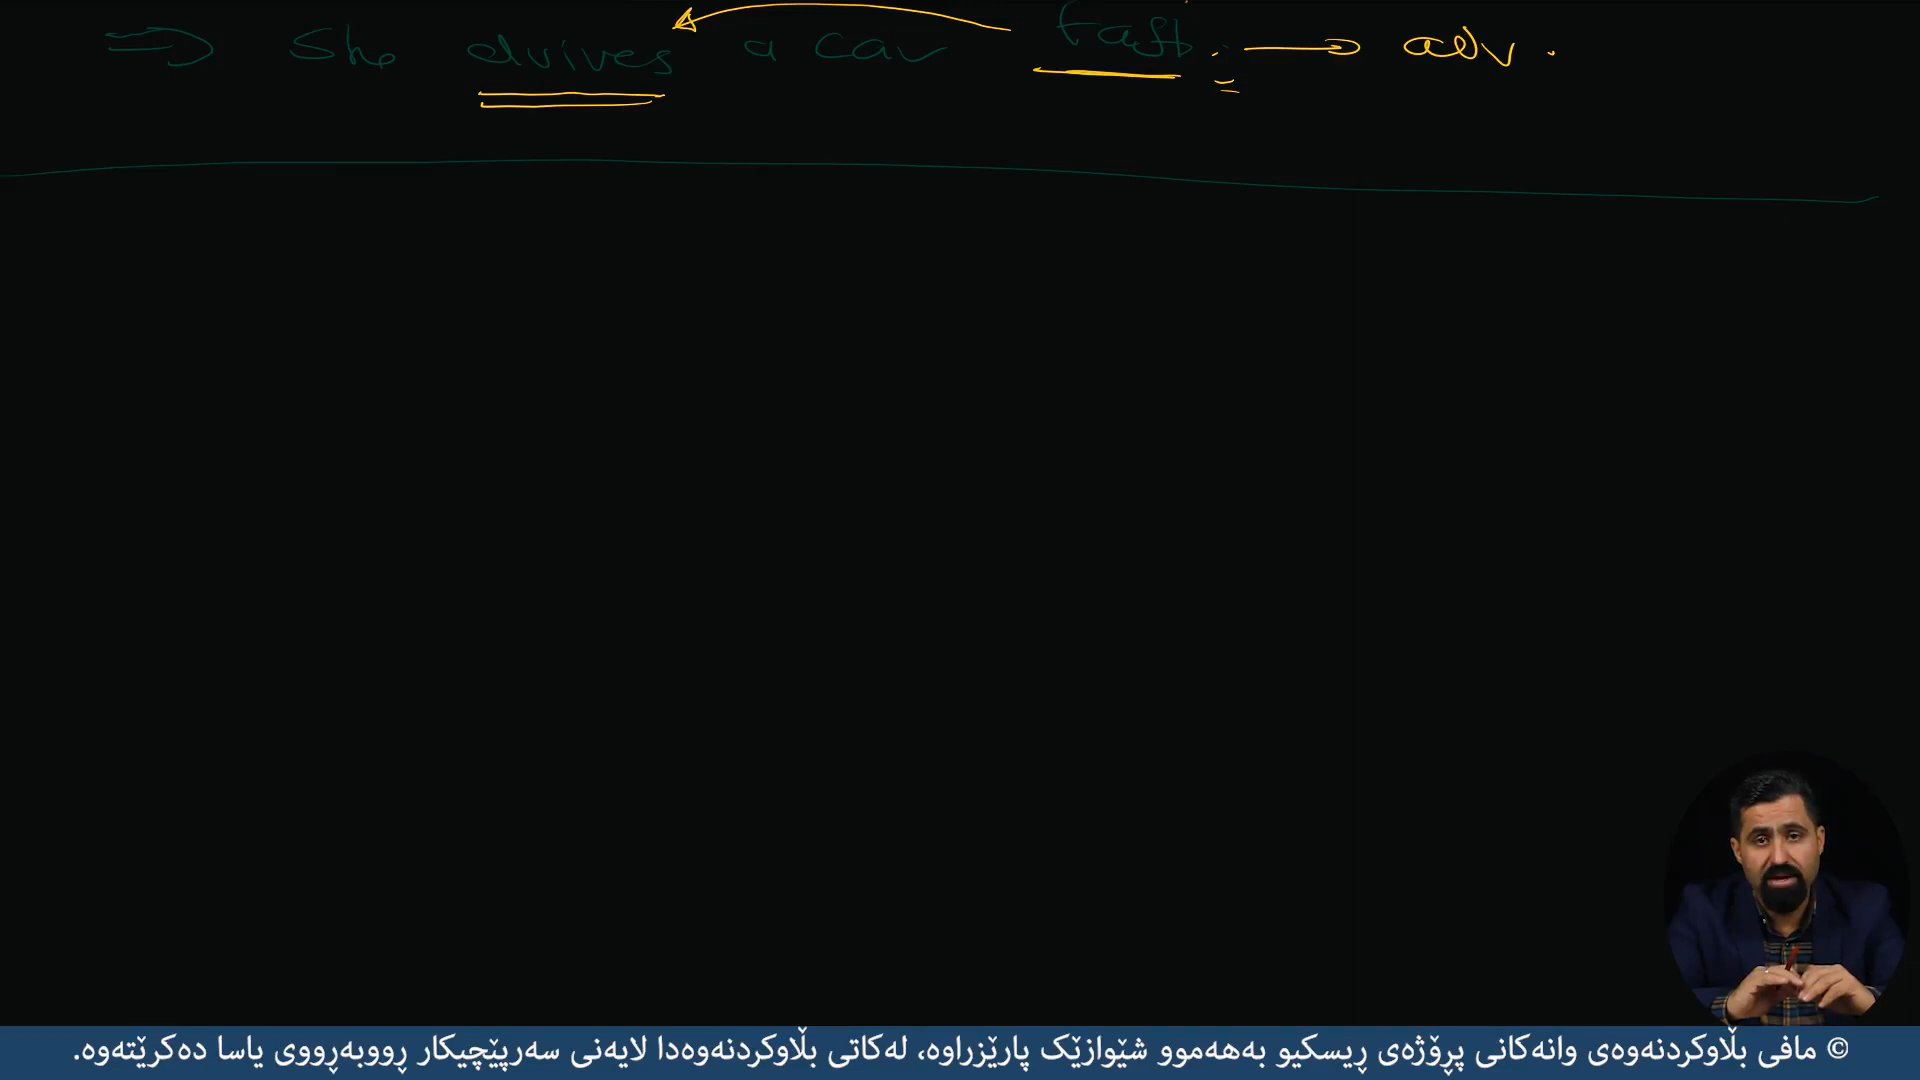 ⇒ She drives a car fast. → adv.
© مافی بڵاوکردنەوەی وانەکانی پڕۆژەی ڕیسکیو بەهەموو شێوازێک پارێزراوە، لەکاتی بڵاوکردنەوەدا لایەنی سەرپێچیکار ڕووبەڕووی یاسا دەکرێتەوە.